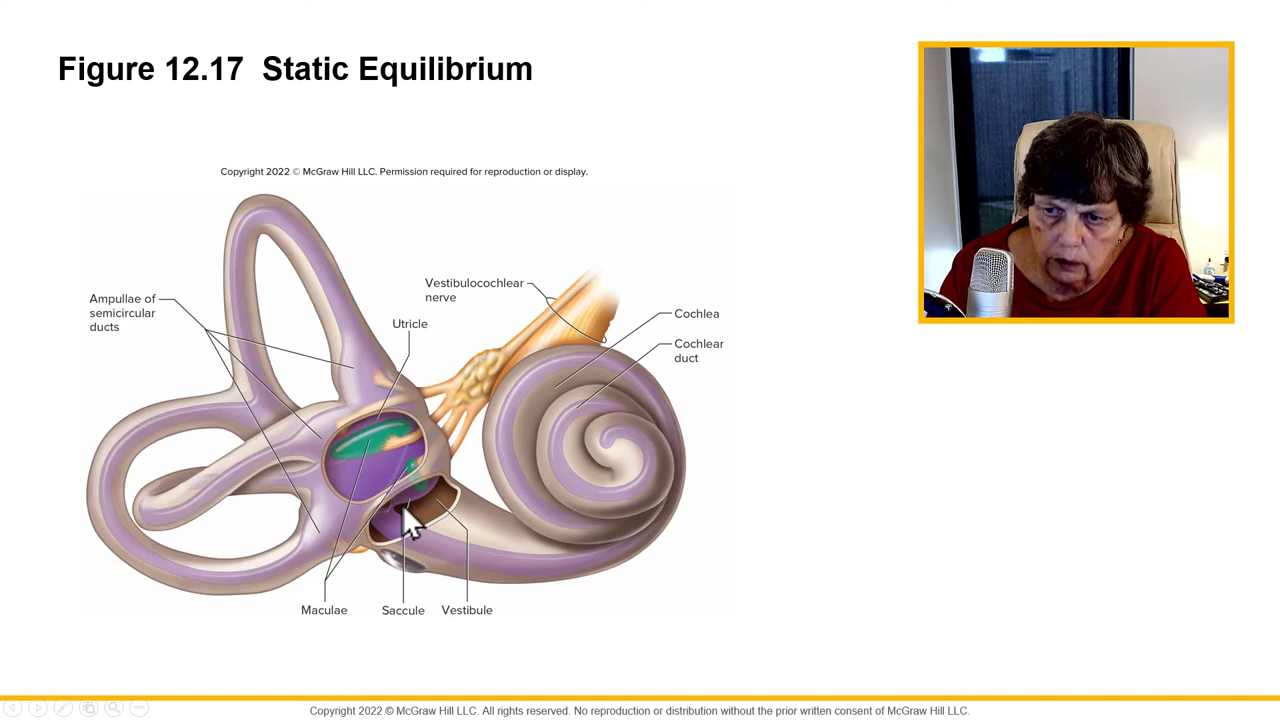 Figure 12.17 Static Equilibrium
Copyright 2022 © McGraw Hill LLC. Permission required for reproduction or display.
Vestibulocochlear
nerve
Ampullae of
semicircular
ducts
Utricle
Cochlea
Cochlear
duct
Maculae
Saccule
Vestibule
Copyright 2022 © McGraw Hill LLC. All rights reserved. No reproduction or distribution without the prior written consent of McGraw Hill LLC.